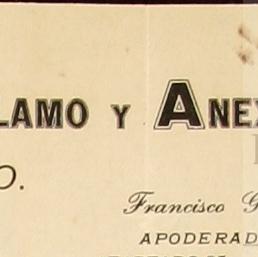 LAMO Y ANEX
O.
Francisco G
APODERAD